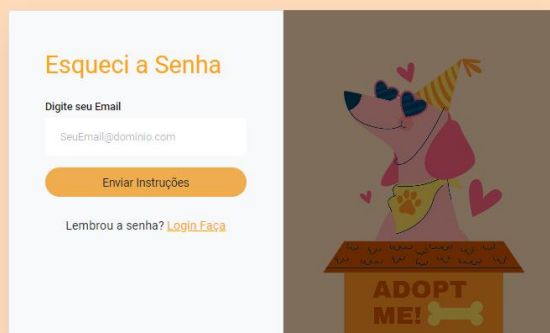 Esqueci a Senha
Digite seu Email
SeuEmail@dominio.com
Enviar Instruções
Lembrou a senha? Login Faça
ADOPT
ME!